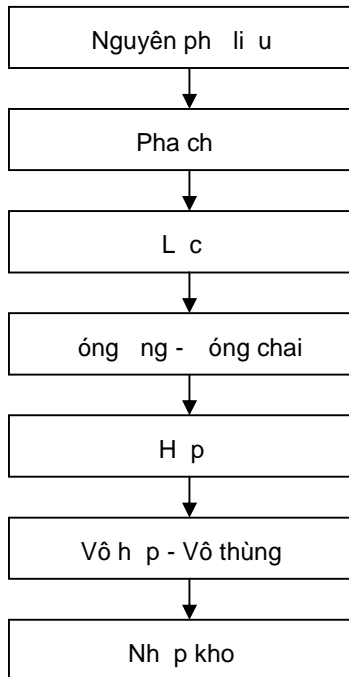 Nguyên ph li u
Pha ch
L c
óng ng - óng chai
H p
Vô h p - Vô thùng
Nh p kho